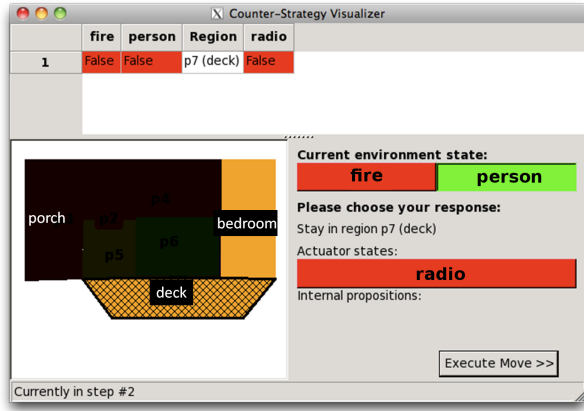 Counter-Strategy Visualizer
fire person Region radio
1 False False p7 (deck) False
Current environment state:
fire person
Please choose your response:
Stay in region p7 (deck)
Actuator states:
radio
Internal propositions:
p4
porch p2 bedroom
p5 p6
deck
Execute Move >>
Currently in step #2